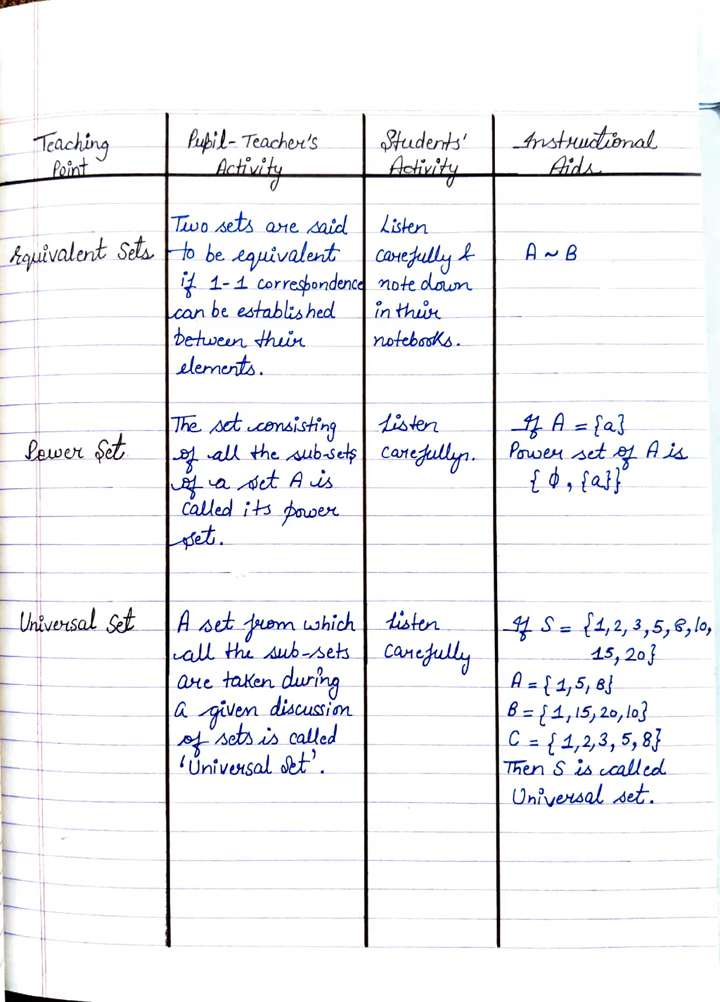 Teaching Point
Pupil-Teacher's Activity
Students' Activity
Instructional Aids
Equivalent Sets
Two sets are said
to be equivalent
if 1-1 correspondence
can be established
between their
elements.
Listen
carefully &
note down
in their
notebooks.
A ~ B
Power Set
The set consisting
of all the sub-sets
of a set A is
called its power
set.
Listen
carefully.
If A = {a}
Power set of A is
{ϕ, {a}}
Universal Set
A set from which
all the sub-sets
are taken during
a given discussion
of sets is called
'Universal Set'.
Listen
carefully
If S = {1,2,3,5,8,10,
15,20}
A = {1,5,8}
B = {1,15,20,10}
C = {1,2,3,5,8}
Then S is called
Universal set.